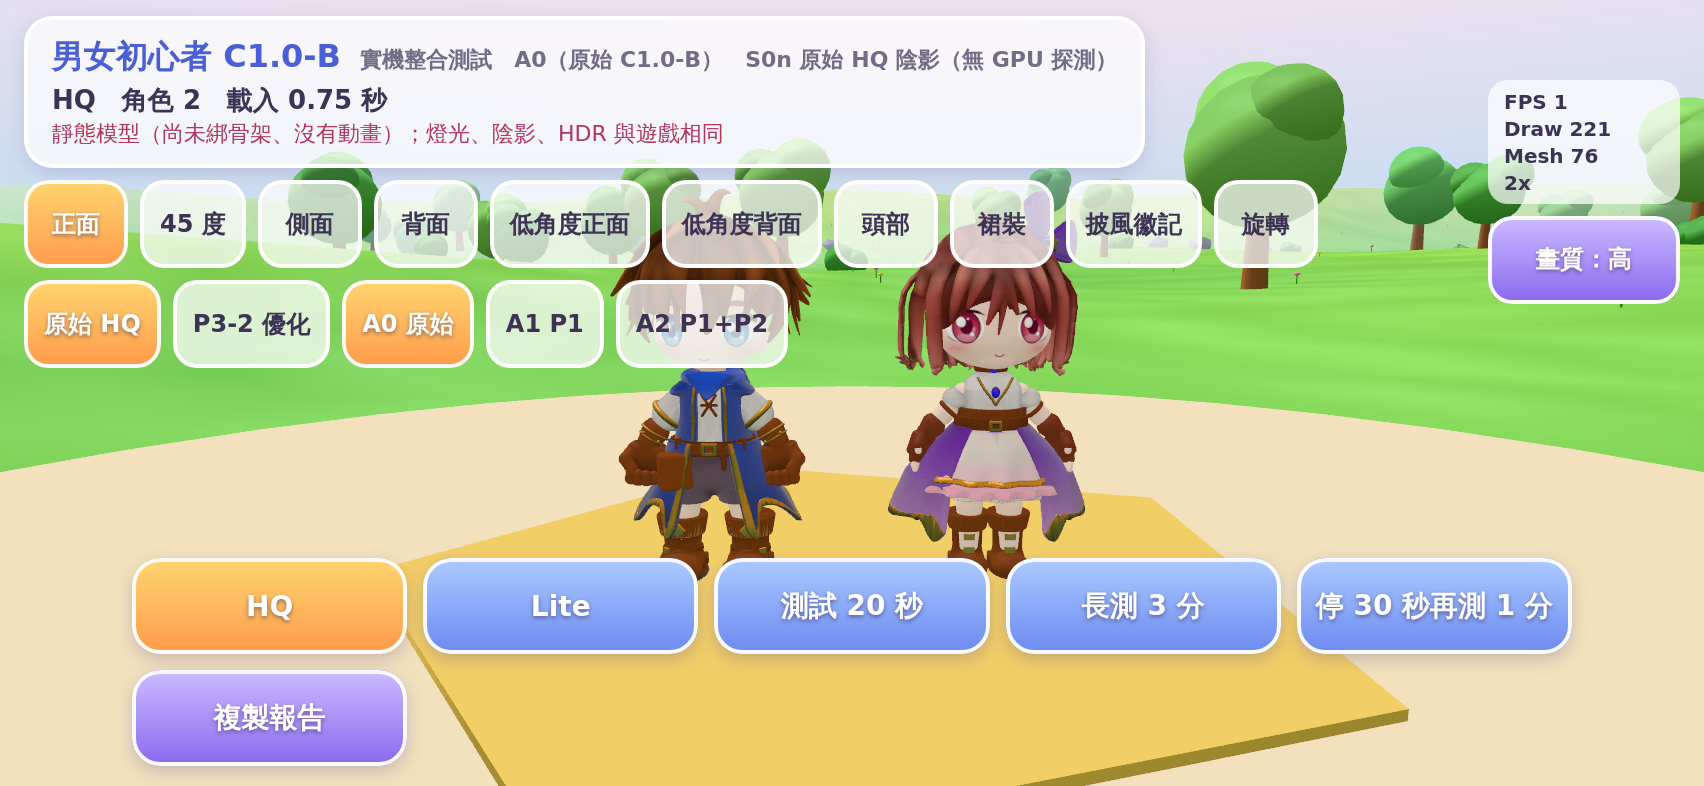 男女初心者 C1.0-B 實機整合測試 A0（原始 C1.0-B） S0n 原始 HQ 陰影（無 GPU 探測）
HQ 角色 2 載入 0.75 秒
靜態模型（尚未綁骨架、沒有動畫）；燈光、陰影、HDR 與遊戲相同
FPS 1
Draw 221
Mesh 76
2x
正面 45 度 側面 背面 低角度正面 低角度背面 頭部 裙裝 披風徽記 旋轉
畫質：高
原始 HQ P3-2 優化 A0 原始 A1 P1 A2 P1+P2
HQ Lite 測試 20 秒 長測 3 分 停 30 秒再測 1 分
複製報告